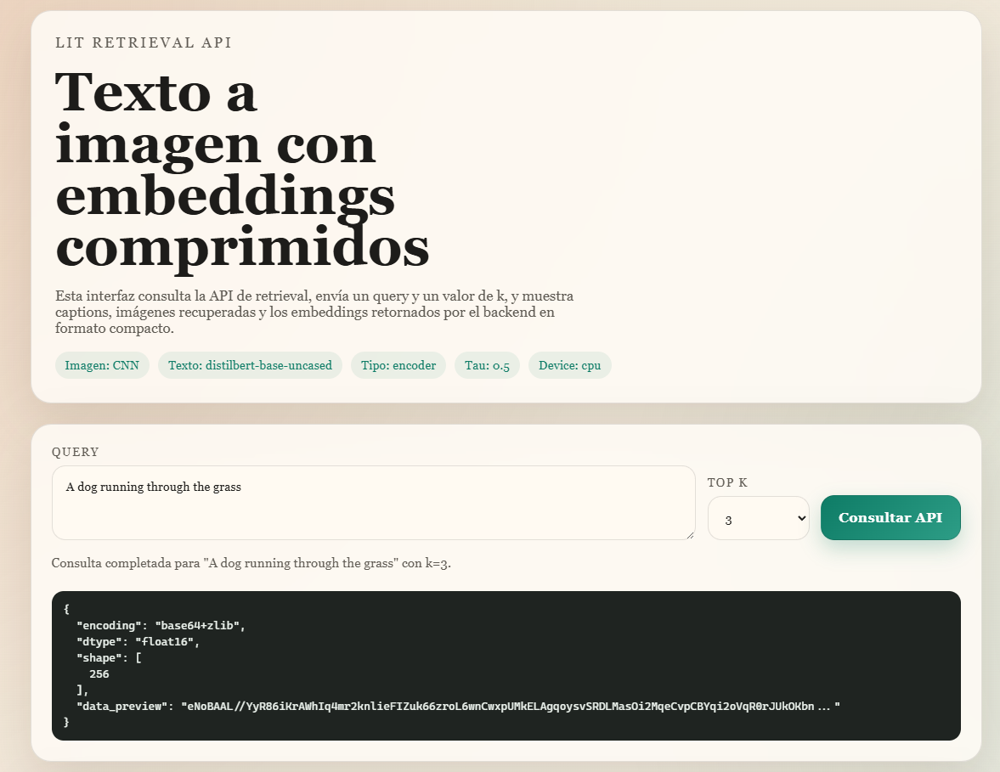 LIT RETRIEVAL API
Texto a
imagen con
embeddings
comprimidos
Esta interfaz consulta la API de retrieval, envía un query y un valor de k, y muestra
captions, imágenes recuperadas y los embeddings retornados por el backend en
formato compacto.
Imagen: CNN
Texto: distilbert-base-uncased
Tipo: encoder
Tau: 0.5
Device: cpu
QUERY
A dog running through the grass
TOP K
3
Consultar API
Consulta completada para "A dog running through the grass" con k=3.
{
"encoding": "base64+zlib",
"dtype": "float16",
"shape": [
256
],
"data_preview": "eNoBAAL//YyR86iKrAWhIq4mr2knlieFIZuk66zroL6wnCwxpUMkELAgqoysvSRDLMasOi2MqeCvpCBYqi2oVqR0rJUkOKbn..."
}